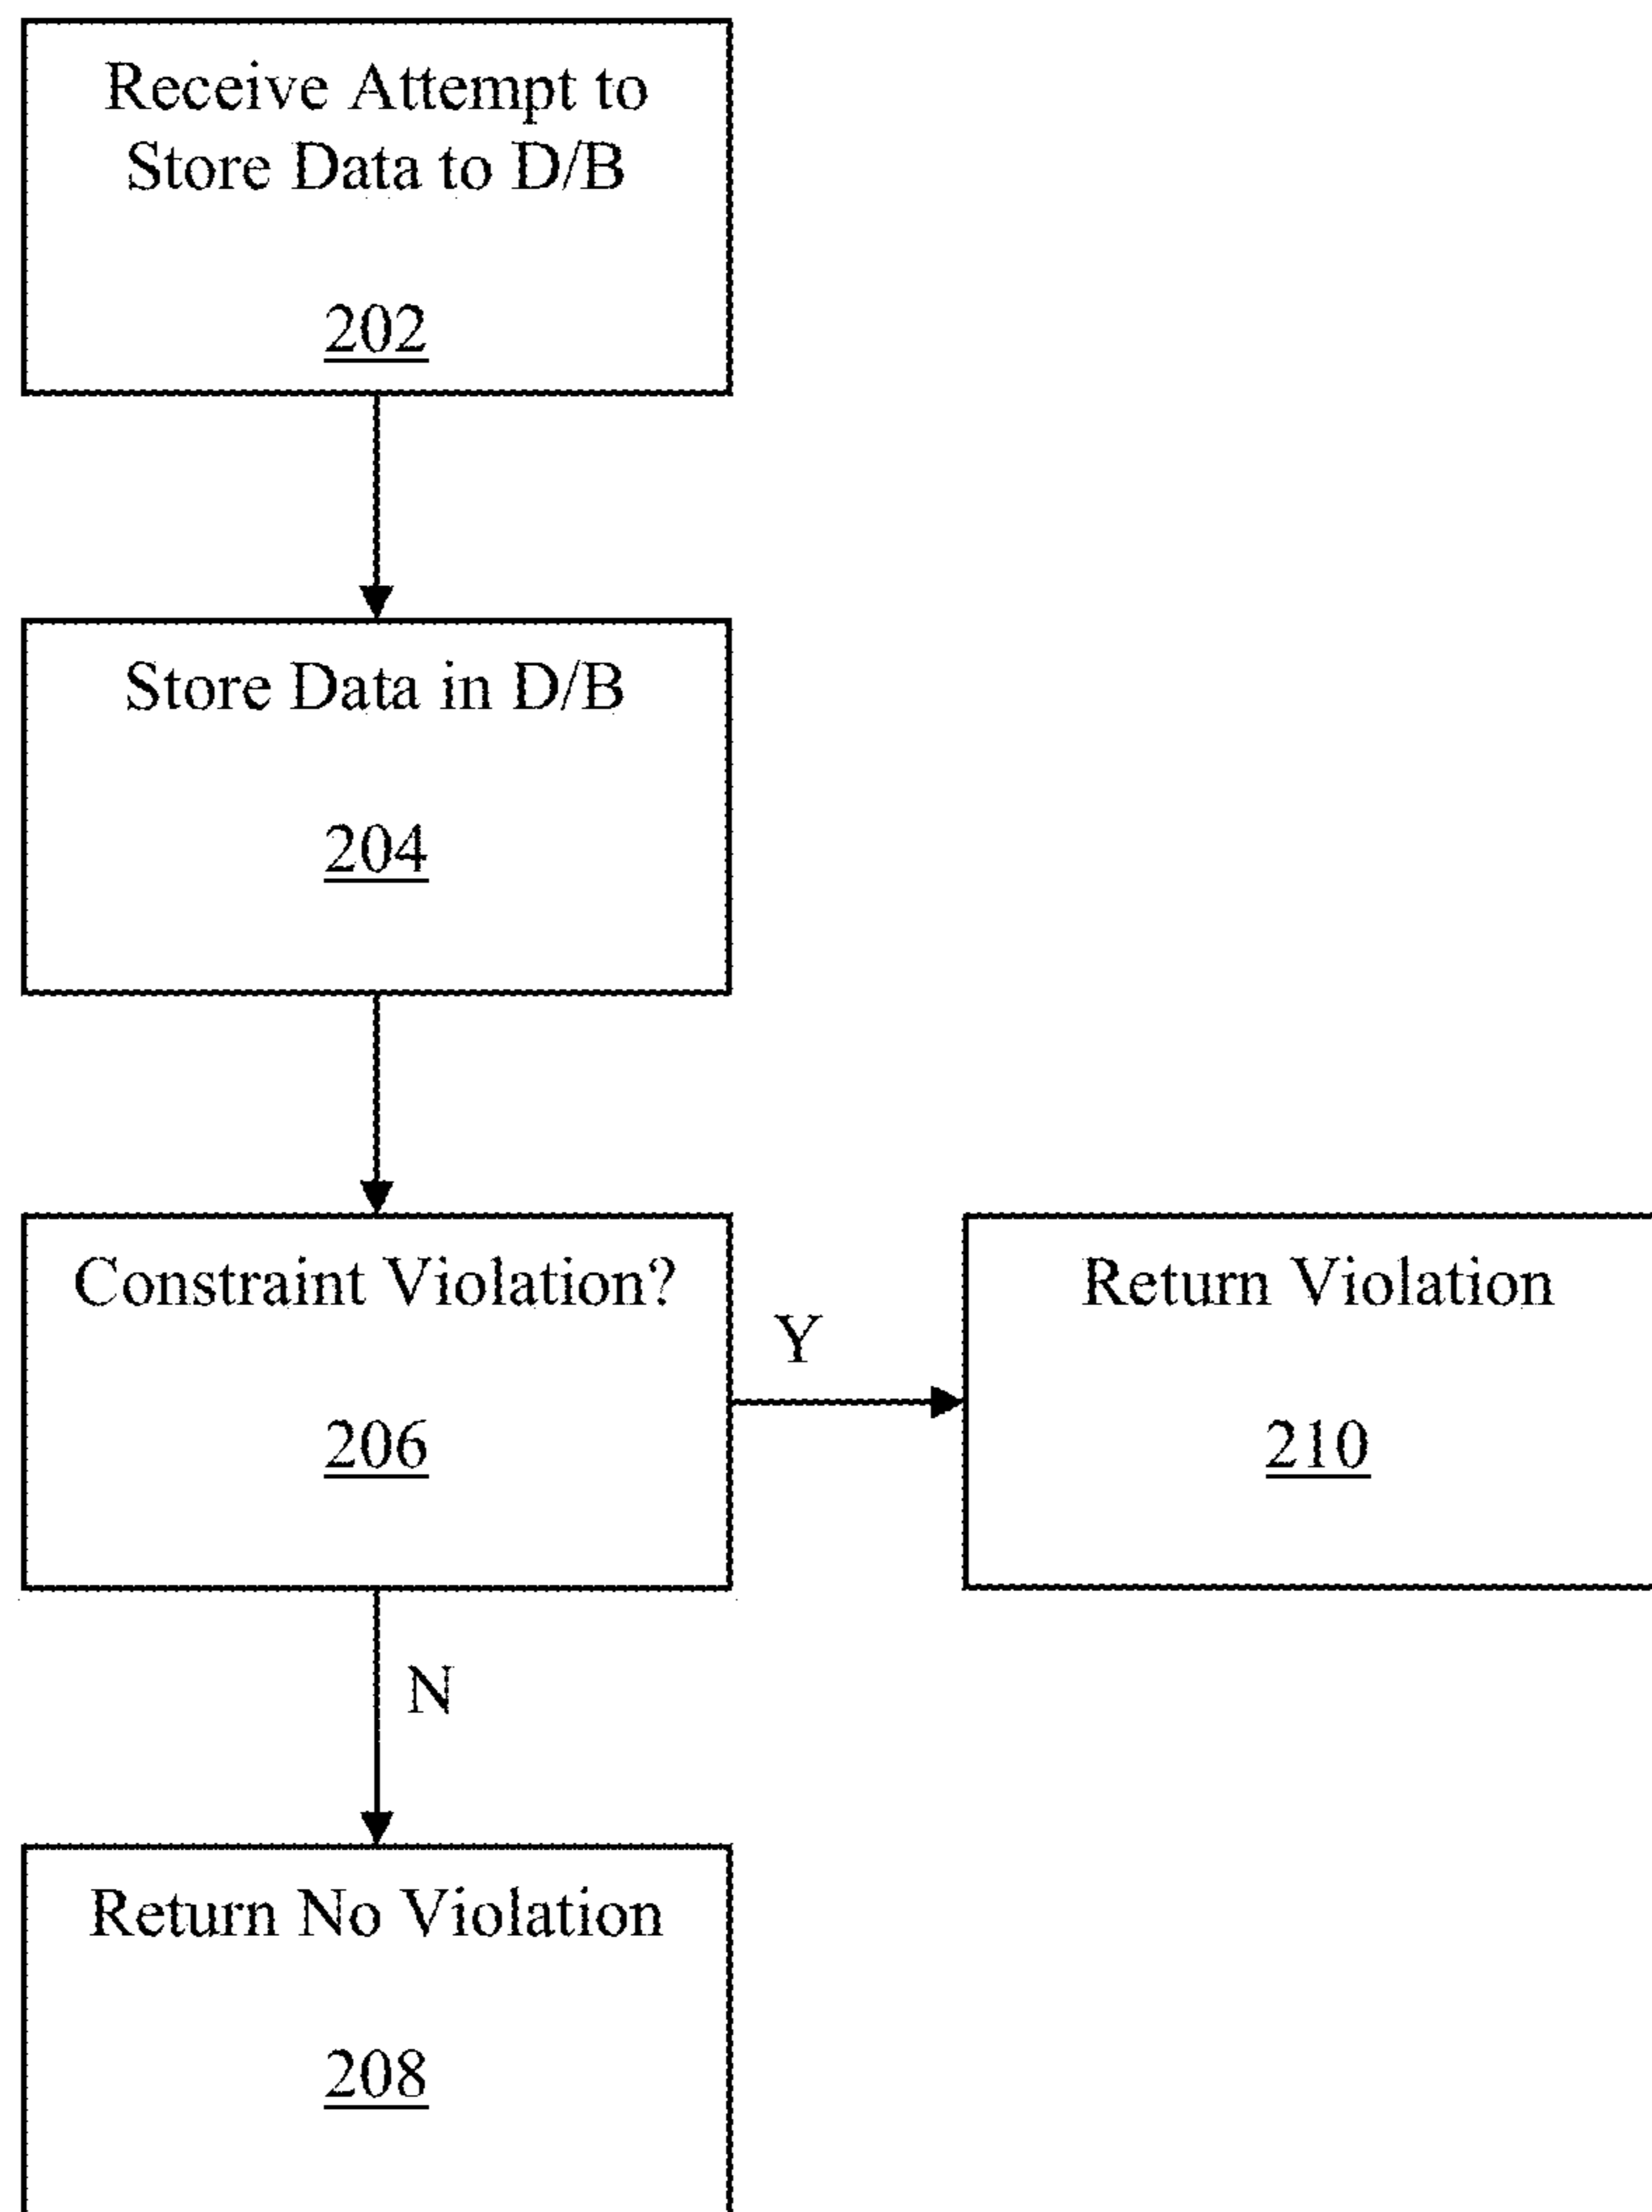 Receive Attempt to
Store Data to D/B
202
Store Data in D/B
204
Constraint Violation?
206
Y
Return Violation
210
N
Return No Violation
208